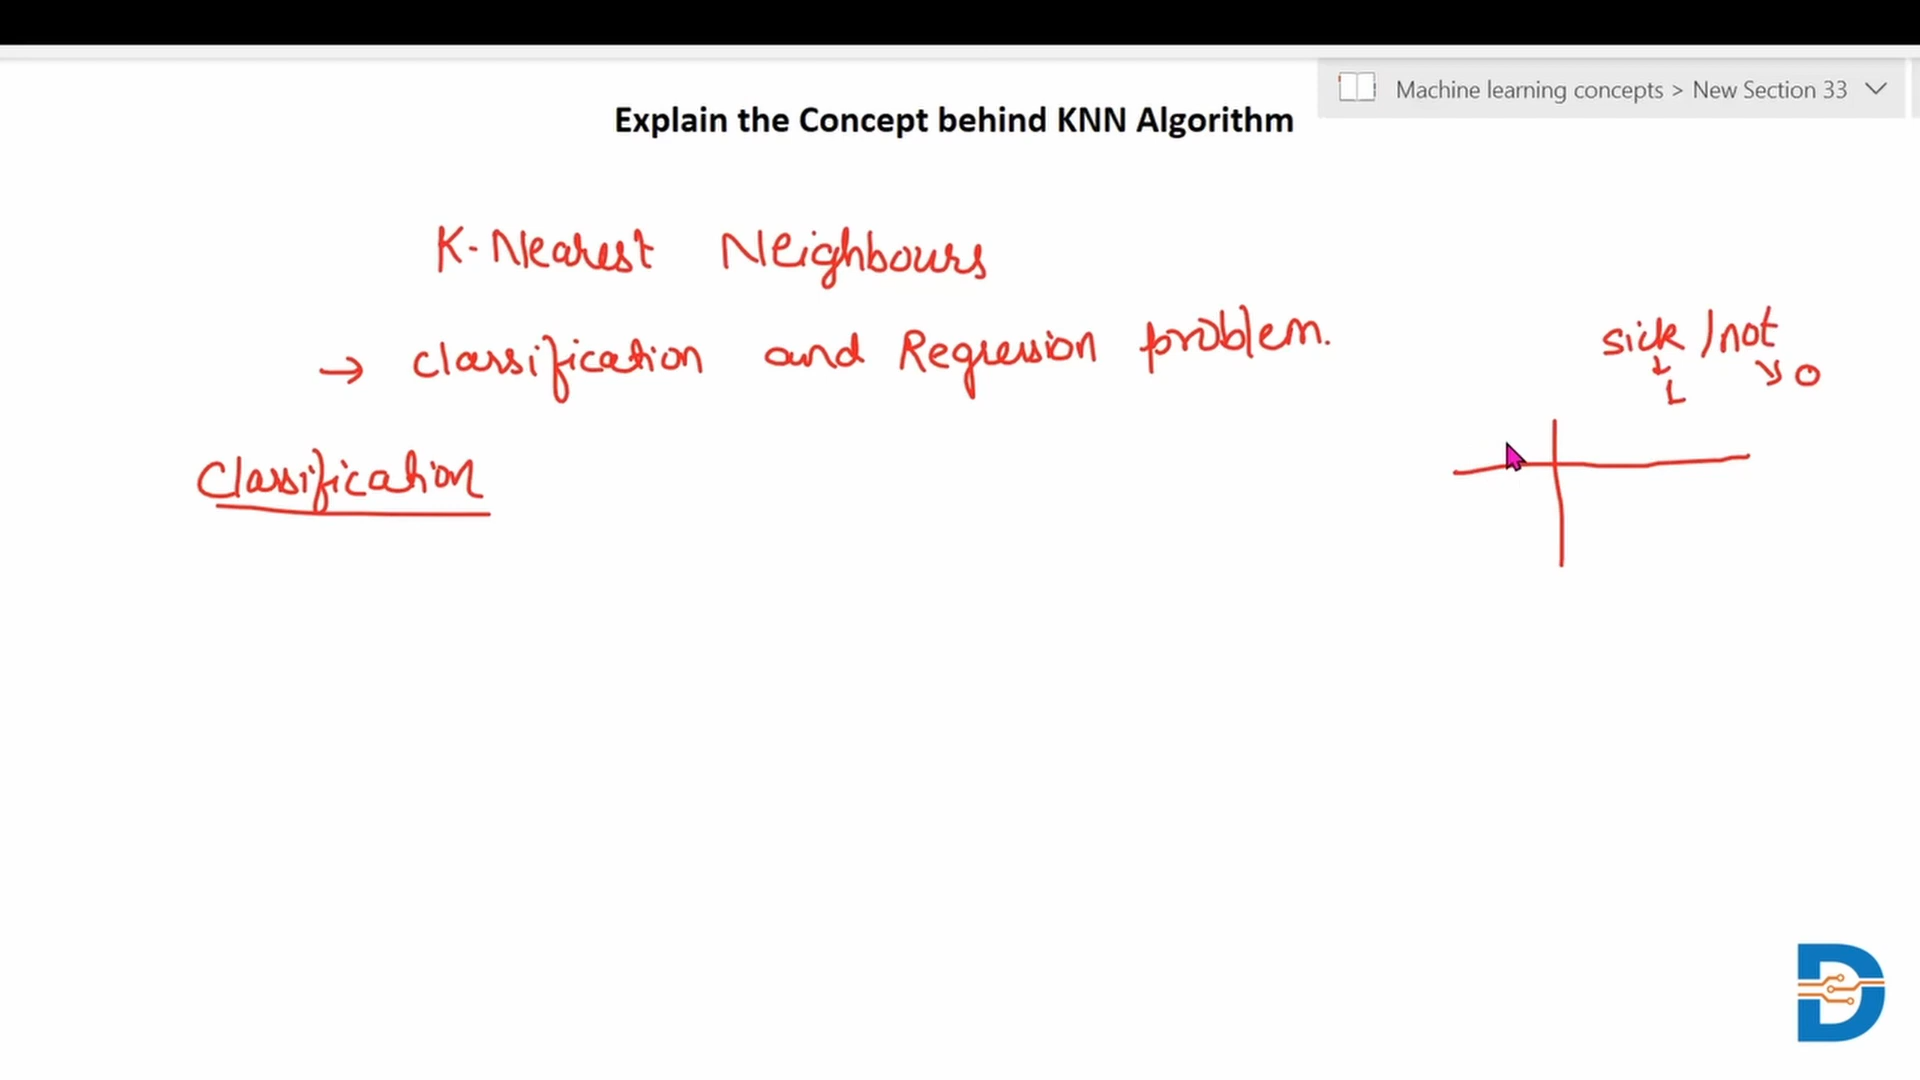 Machine learning concepts > New Section 33
Explain the Concept behind KNN Algorithm
K-Nearest Neighbours
→ classification and Regression problem.
sick / not
1 0
Classification